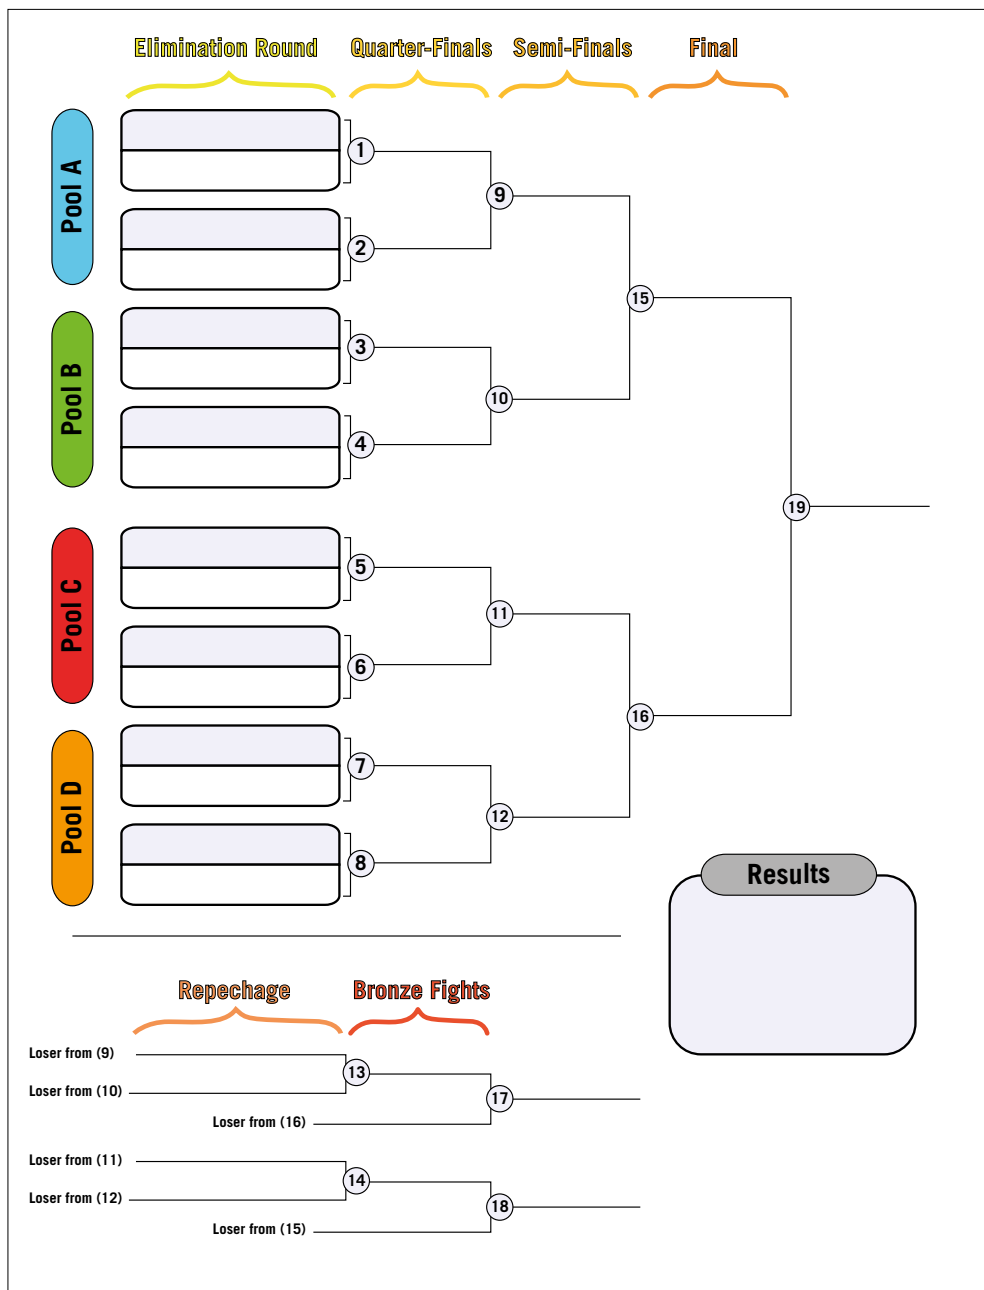 Elimination Round
Quarter-Finals
Semi-Finals
Final
Pool A
1
2
9
Pool B
3
4
10
15
Pool C
5
6
11
Pool D
7
8
12
16
19
Results
Repechage
Bronze Fights
Loser from (9)
13
Loser from (10)
17
Loser from (16)
Loser from (11)
14
Loser from (12)
18
Loser from (15)